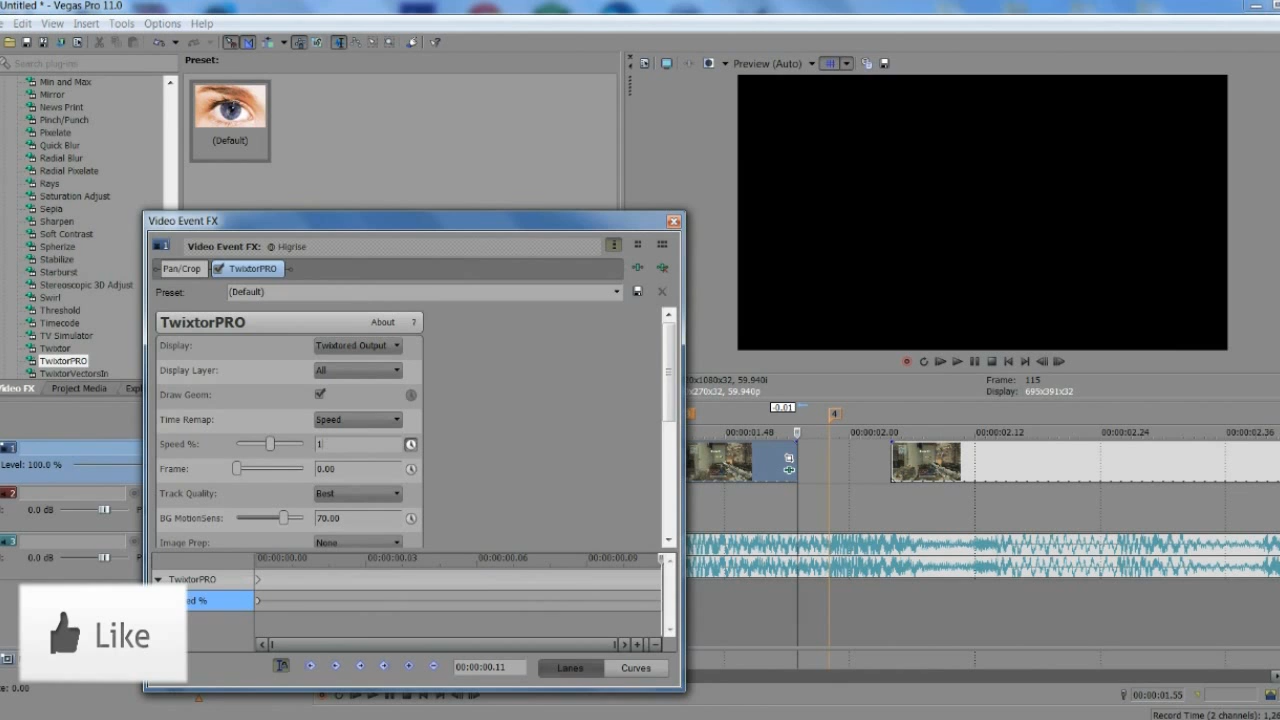 Untitled * - Vegas Pro 11.0
Edit View Insert Tools Options Help
Search plug-ins
Preset:
Preview (Auto)
Min and Max
Mirror
News Print
Pinch/Punch
Pixelate
Quick Blur
Radial Blur
Radial Pixelate
Rays
Saturation Adjust
Sepia
Sharpen
Soft Contrast
Spherize
Stabilize
Starburst
Stereoscopic 3D Adjust
Swirl
Threshold
Timecode
TV Simulator
Twixtor
TwixtorPRO
TwixtorVectorsIn
(Default)
Video FX
Project Media
Exp
Video Event FX
Video Event FX: Higrise
Pan/Crop
TwixtorPRO
Preset: (Default)
TwixtorPRO About ?
Display: Twixtored Output
Display Layer: All
Draw Geom:
Time Remap: Speed
Speed %: 1
Frame: 0.00
Track Quality: Best
BG MotionSens: 70.00
Image Prep: None
00:00:00.00 00:00:00.03 00:00:00.06 00:00:00.09
TwixtorPRO
ed %
00:00:00.11
Lanes
Curves
0x1080x32, 59.940i
x270x32, 59.940p
Frame: 115
Display: 695x391x32
-0.01
4
00:00:01.48 00:00:02.00 00:00:02.12 00:00:02.24 00:00:02.36
1
Level: 100.0 %
2
0.0 dB
3
0.0 dB
Like
te: 0.00
00:00:01.55
Record Time (2 channels): 1,26